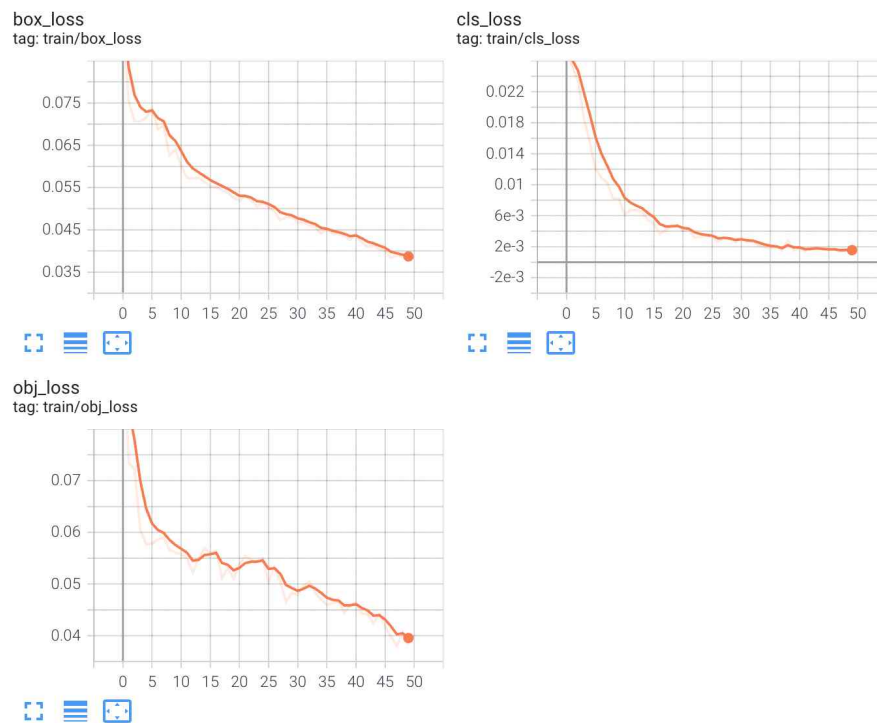 box_loss
tag: train/box_loss
0.075
0.065
0.055
0.045
0.035
0 5 10 15 20 25 30 35 40 45 50
cls_loss
tag: train/cls_loss
0.022
0.018
0.014
0.01
6e-3
2e-3
-2e-3
0 5 10 15 20 25 30 35 40 45 50
obj_loss
tag: train/obj_loss
0.07
0.06
0.05
0.04
0 5 10 15 20 25 30 35 40 45 50